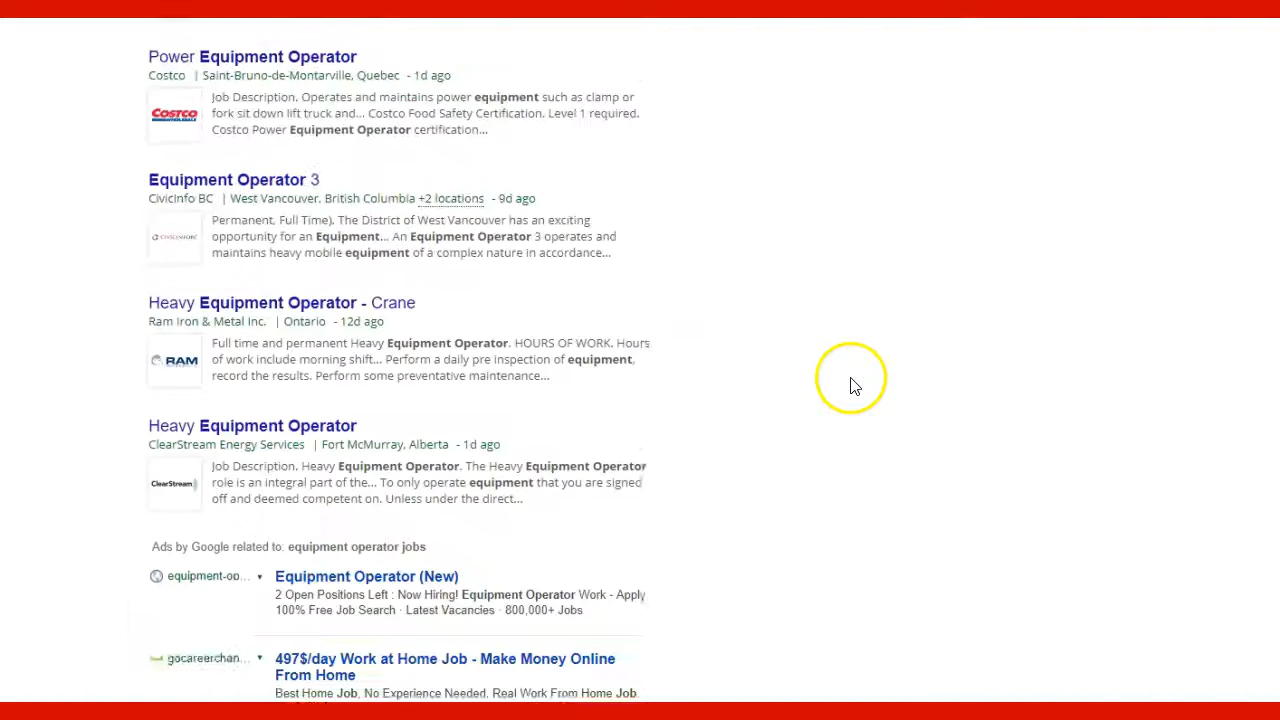 Power Equipment Operator
Costco | Saint-Bruno-de-Montarville, Quebec - 1d ago
Job Description. Operates and maintains power equipment such as clamp or
COSTCO
WHOLESALE
fork sit down lift truck and... Costco Food Safety Certification. Level 1 required.
Costco Power Equipment Operator certification...
Equipment Operator 3
CivicInfo BC | West Vancouver, British Columbia +2 locations - 9d ago
Permanent, Full Time). The District of West Vancouver has an exciting
CIVICINFOBC
opportunity for an Equipment... An Equipment Operator 3 operates and
maintains heavy mobile equipment of a complex nature in accordance...
Heavy Equipment Operator - Crane
Ram Iron & Metal Inc. | Ontario - 12d ago
Full time and permanent Heavy Equipment Operator. HOURS OF WORK. Hours
RAM
of work include morning shift... Perform a daily pre inspection of equipment,
record the results. Perform some preventative maintenance...
Heavy Equipment Operator
ClearStream Energy Services | Fort McMurray, Alberta - 1d ago
Job Description. Heavy Equipment Operator. The Heavy Equipment Operator
ClearStream
role is an integral part of the... To only operate equipment that you are signed
off and deemed competent on. Unless under the direct...
Ads by Google related to: equipment operator jobs
equipment-op... Equipment Operator (New)
2 Open Positions Left : Now Hiring! Equipment Operator Work - Apply
100% Free Job Search · Latest Vacancies · 800,000+ Jobs
gocareerchan... 497$/day Work at Home Job - Make Money Online
From Home
Best Home Job, No Experience Needed. Real Work From Home Job.